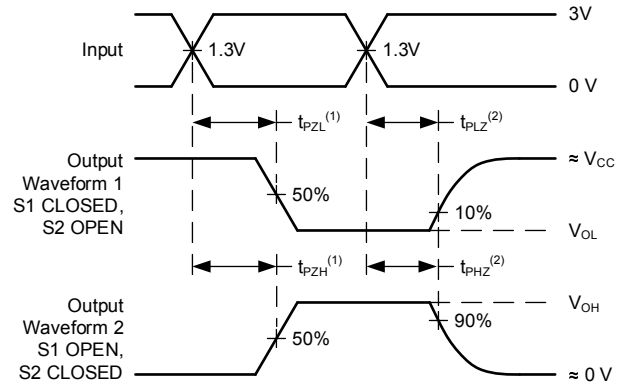 3V
Input
1.3V
1.3V
0 V
tPZL(1)
tPLZ(2)
Output
Waveform 1
S1 CLOSED,
S2 OPEN
≈ VCC
50%
10%
VOL
tPZH(1)
tPHZ(2)
Output
Waveform 2
S1 OPEN,
S2 CLOSED
VOH
90%
50%
≈ 0 V